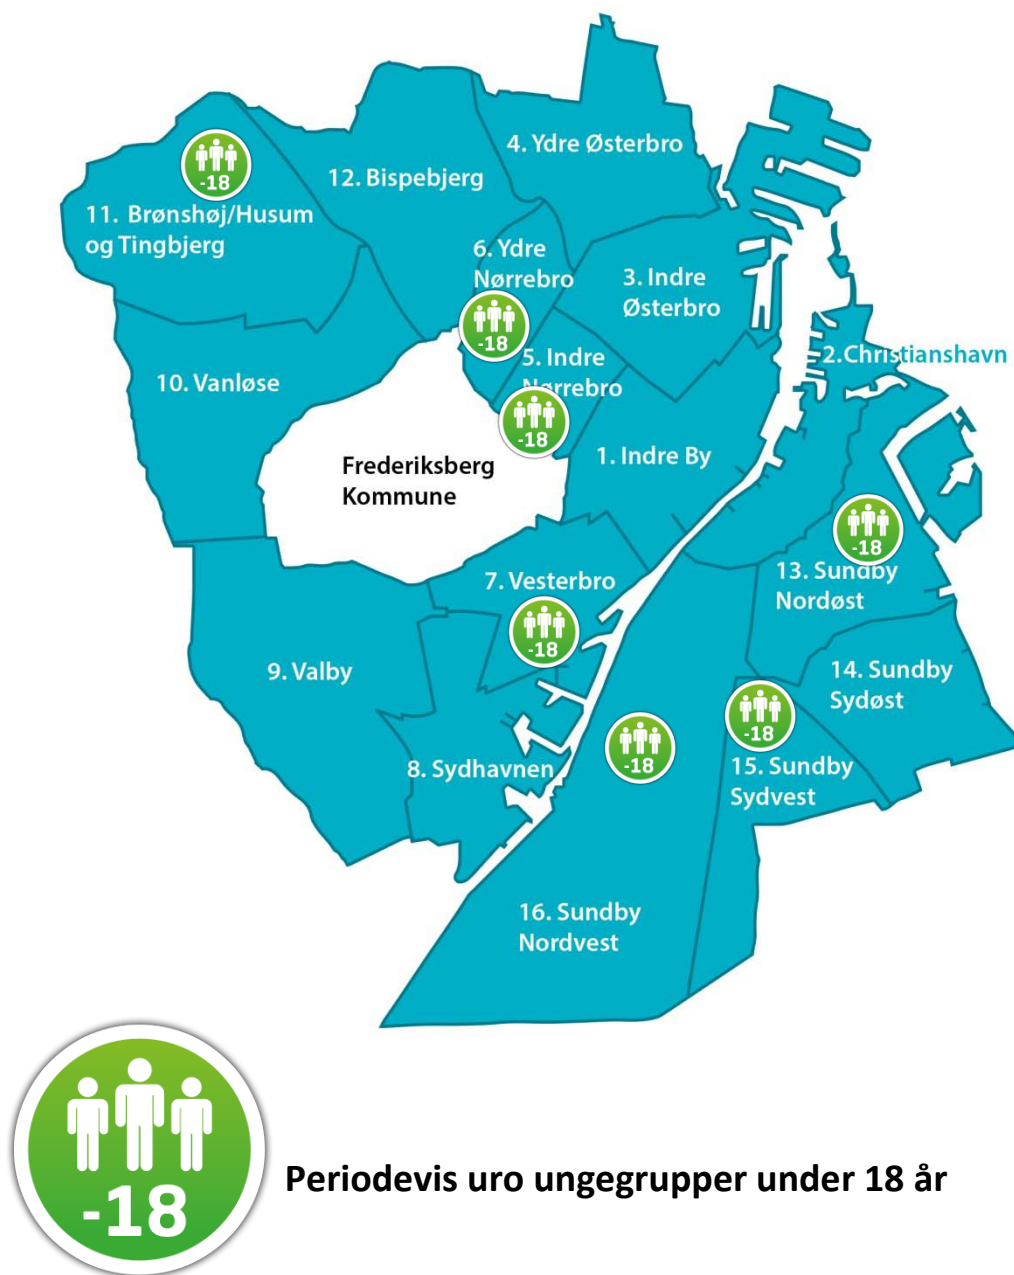 4. Ydre Østerbro
12. Bispebjerg
-18
11. Brønshøj/Husum
og Tingbjerg
6. Ydre
Nørrebro
3. Indre
Østerbro
-18
5. Indre
Nørrebro
2.Christianshavn
10. Vanløse
-18
1. Indre By
Frederiksberg
Kommune
-18
13. Sundby
Nordøst
7. Vesterbro
-18
9. Valby
14. Sundby
Sydøst
-18
-18
8. Sydhavnen
15. Sundby
Sydvest
16. Sundby
Nordvest
-18
Periodevis uro ungegrupper under 18 år